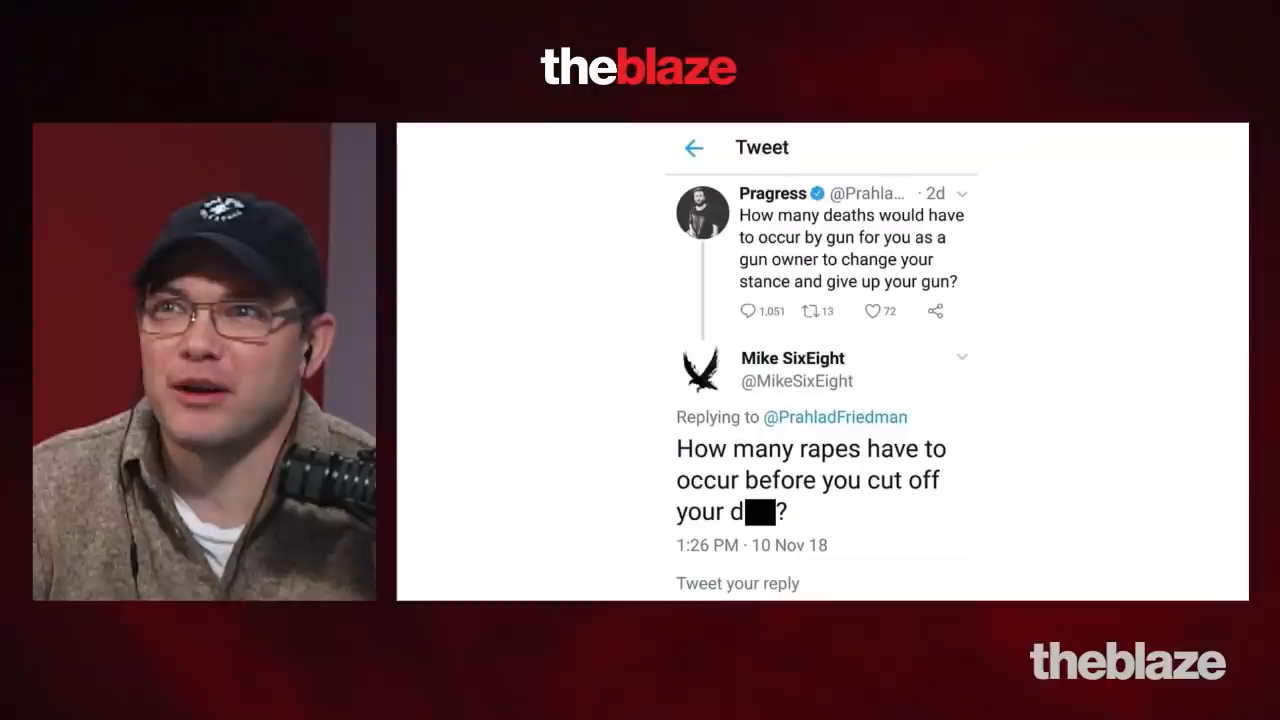 theblaze
Tweet
Pragress @Prahla... · 2d
How many deaths would have
to occur by gun for you as a
gun owner to change your
stance and give up your gun?
1,051 13 72
Mike SixEight
@MikeSixEight
Replying to @PrahladFriedman
How many rapes have to
occur before you cut off
your d ?
1:26 PM · 10 Nov 18
Tweet your reply
theblaze